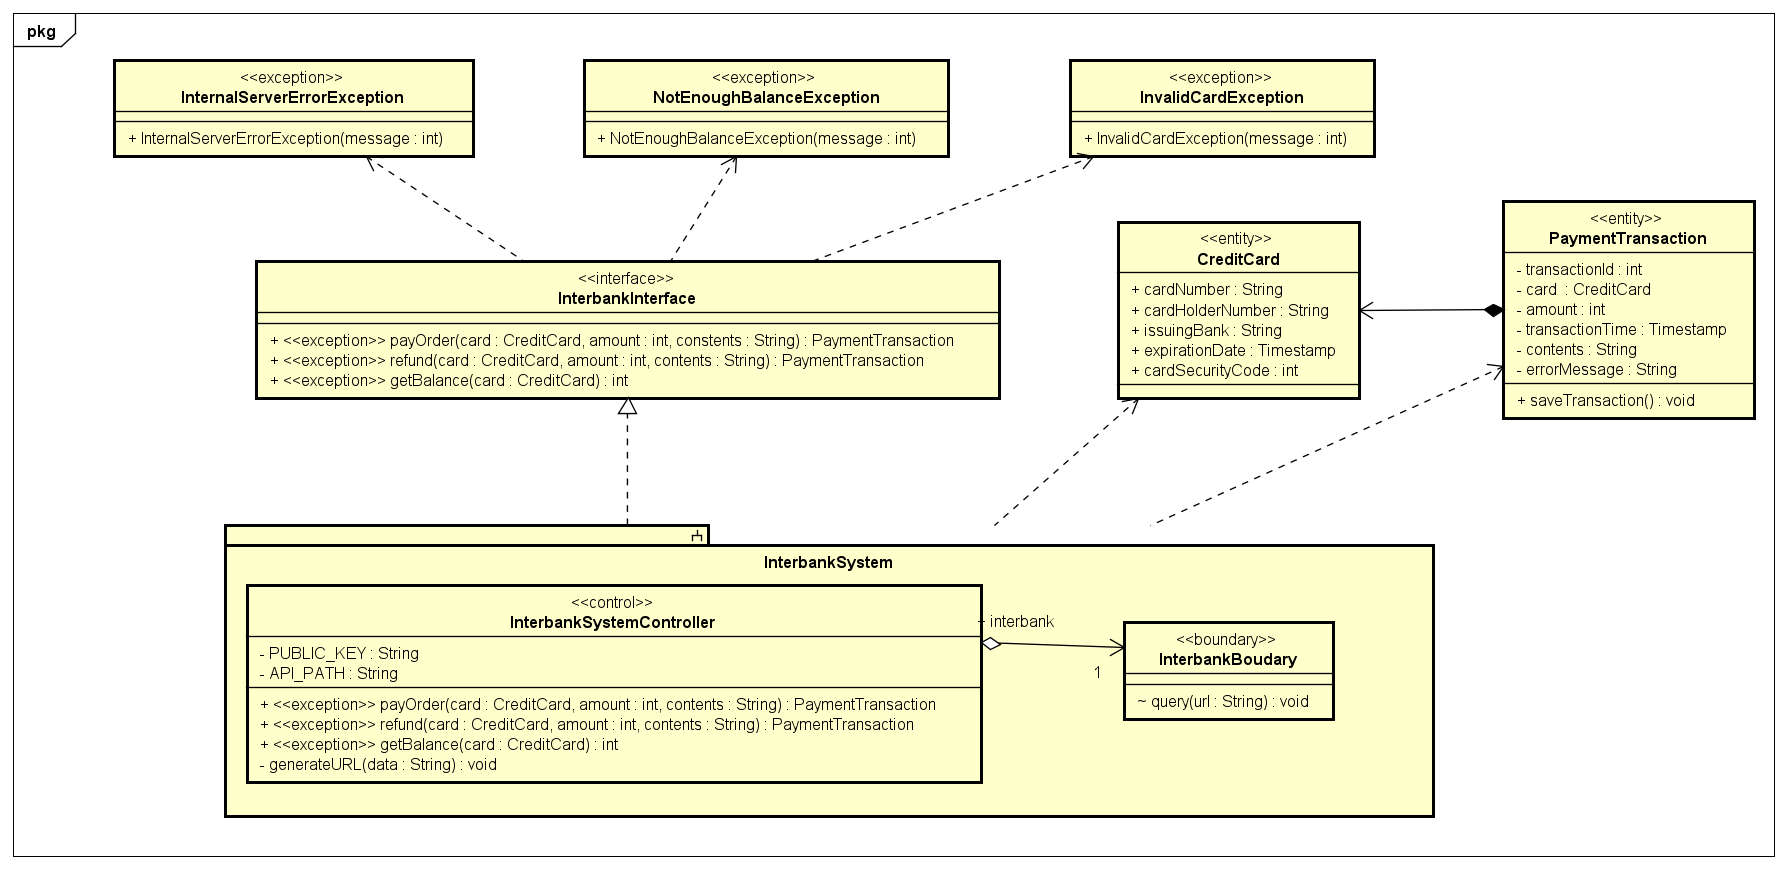 pkg
<<exception>>
InternalServerErrorException
+ InternalServerErrorException(message : int)
<<exception>>
NotEnoughBalanceException
+ NotEnoughBalanceException(message : int)
<<exception>>
InvalidCardException
+ InvalidCardException(message : int)
<<interface>>
InterbankInterface
+ <<exception>> payOrder(card : CreditCard, amount : int, constents : String) : PaymentTransaction
+ <<exception>> refund(card : CreditCard, amount : int, contents : String) : PaymentTransaction
+ <<exception>> getBalance(card : CreditCard) : int
<<entity>>
CreditCard
+ cardNumber : String
+ cardHolderNumber : String
+ issuingBank : String
+ expirationDate : Timestamp
+ cardSecurityCode : int
<<entity>>
PaymentTransaction
- transactionId : int
- card : CreditCard
- amount : int
- transactionTime : Timestamp
- contents : String
- errorMessage : String
+ saveTransaction() : void
InterbankSystem
<<control>>
InterbankSystemController
- PUBLIC_KEY : String
- API_PATH : String
+ <<exception>> payOrder(card : CreditCard, amount : int, contents : String) : PaymentTransaction
+ <<exception>> refund(card : CreditCard, amount : int, contents : String) : PaymentTransaction
+ <<exception>> getBalance(card : CreditCard) : int
- generateURL(data : String) : void
- interbank
1
<<boundary>>
InterbankBoudary
~ query(url : String) : void